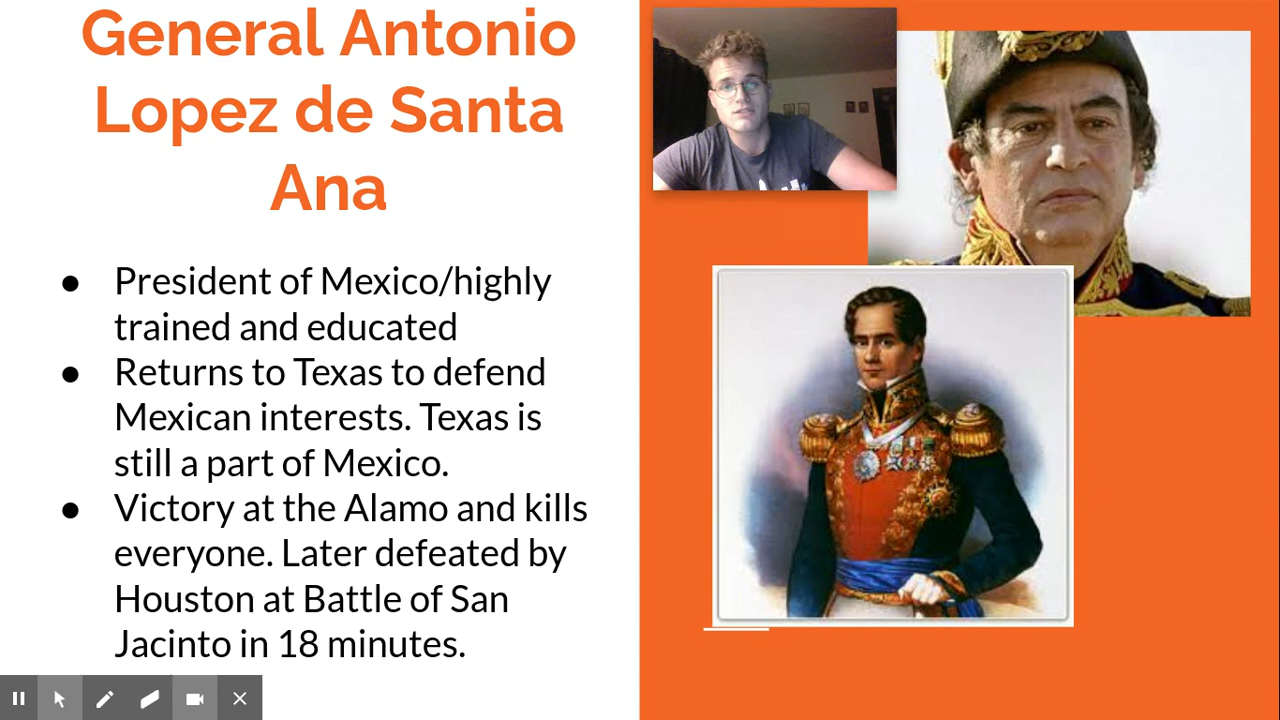 General Antonio
Lopez de Santa
Ana
● President of Mexico/highly
trained and educated
● Returns to Texas to defend
Mexican interests. Texas is
still a part of Mexico.
● Victory at the Alamo and kills
everyone. Later defeated by
Houston at Battle of San
Jacinto in 18 minutes.